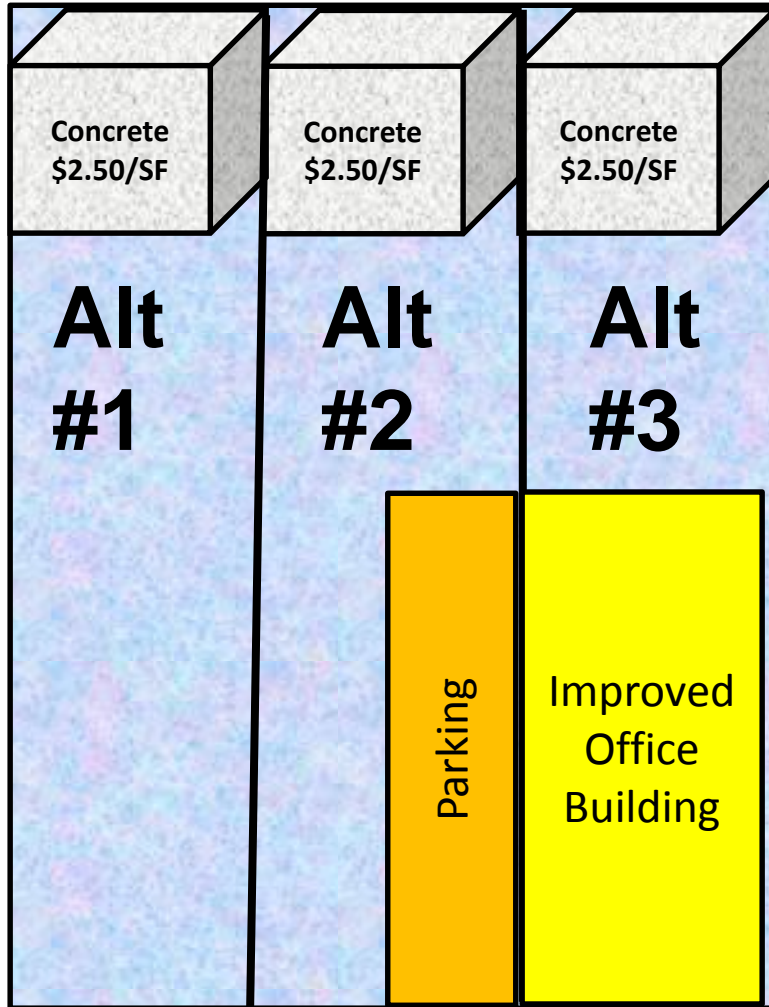 Concrete
$2.50/SF
Concrete
$2.50/SF
Concrete
$2.50/SF
Alt
#1
Alt
#2
Alt
#3
Parking
Improved
Office
Building